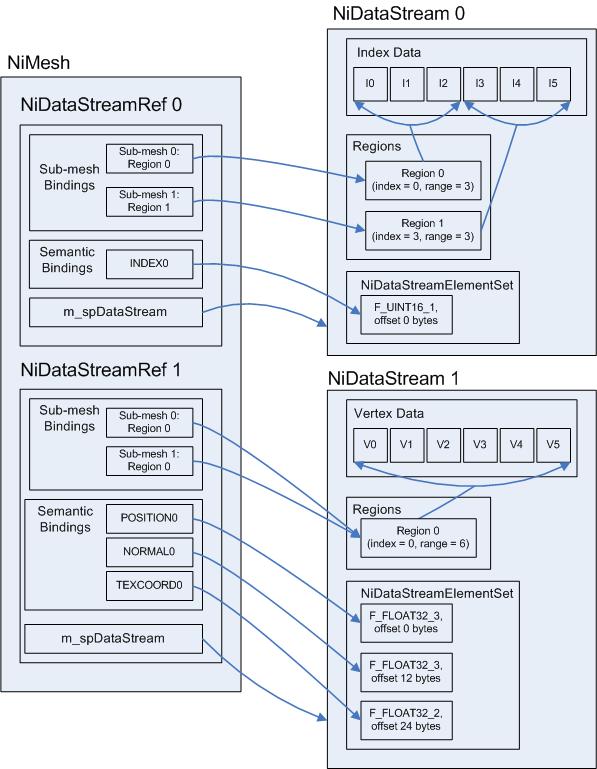 NiMesh
NiDataStreamRef 0
Sub-mesh
Bindings
Sub-mesh 0:
Region 0
Sub-mesh 1:
Region 1
Semantic
Bindings
INDEX0
m_spDataStream
NiDataStreamRef 1
Sub-mesh
Bindings
Sub-mesh 0:
Region 0
Sub-mesh 1:
Region 0
Semantic
Bindings
POSITION0
NORMAL0
TEXCOORD0
m_spDataStream
NiDataStream 0
Index Data
I0 I1 I2 I3 I4 I5
Regions
Region 0
(index = 0, range = 3)
Region 1
(index = 3, range = 3)
NiDataStreamElementSet
F_UINT16_1,
offset 0 bytes
NiDataStream 1
Vertex Data
V0 V1 V2 V3 V4 V5
Regions
Region 0
(index = 0, range = 6)
NiDataStreamElementSet
F_FLOAT32_3,
offset 0 bytes
F_FLOAT32_3,
offset 12 bytes
F_FLOAT32_2,
offset 24 bytes